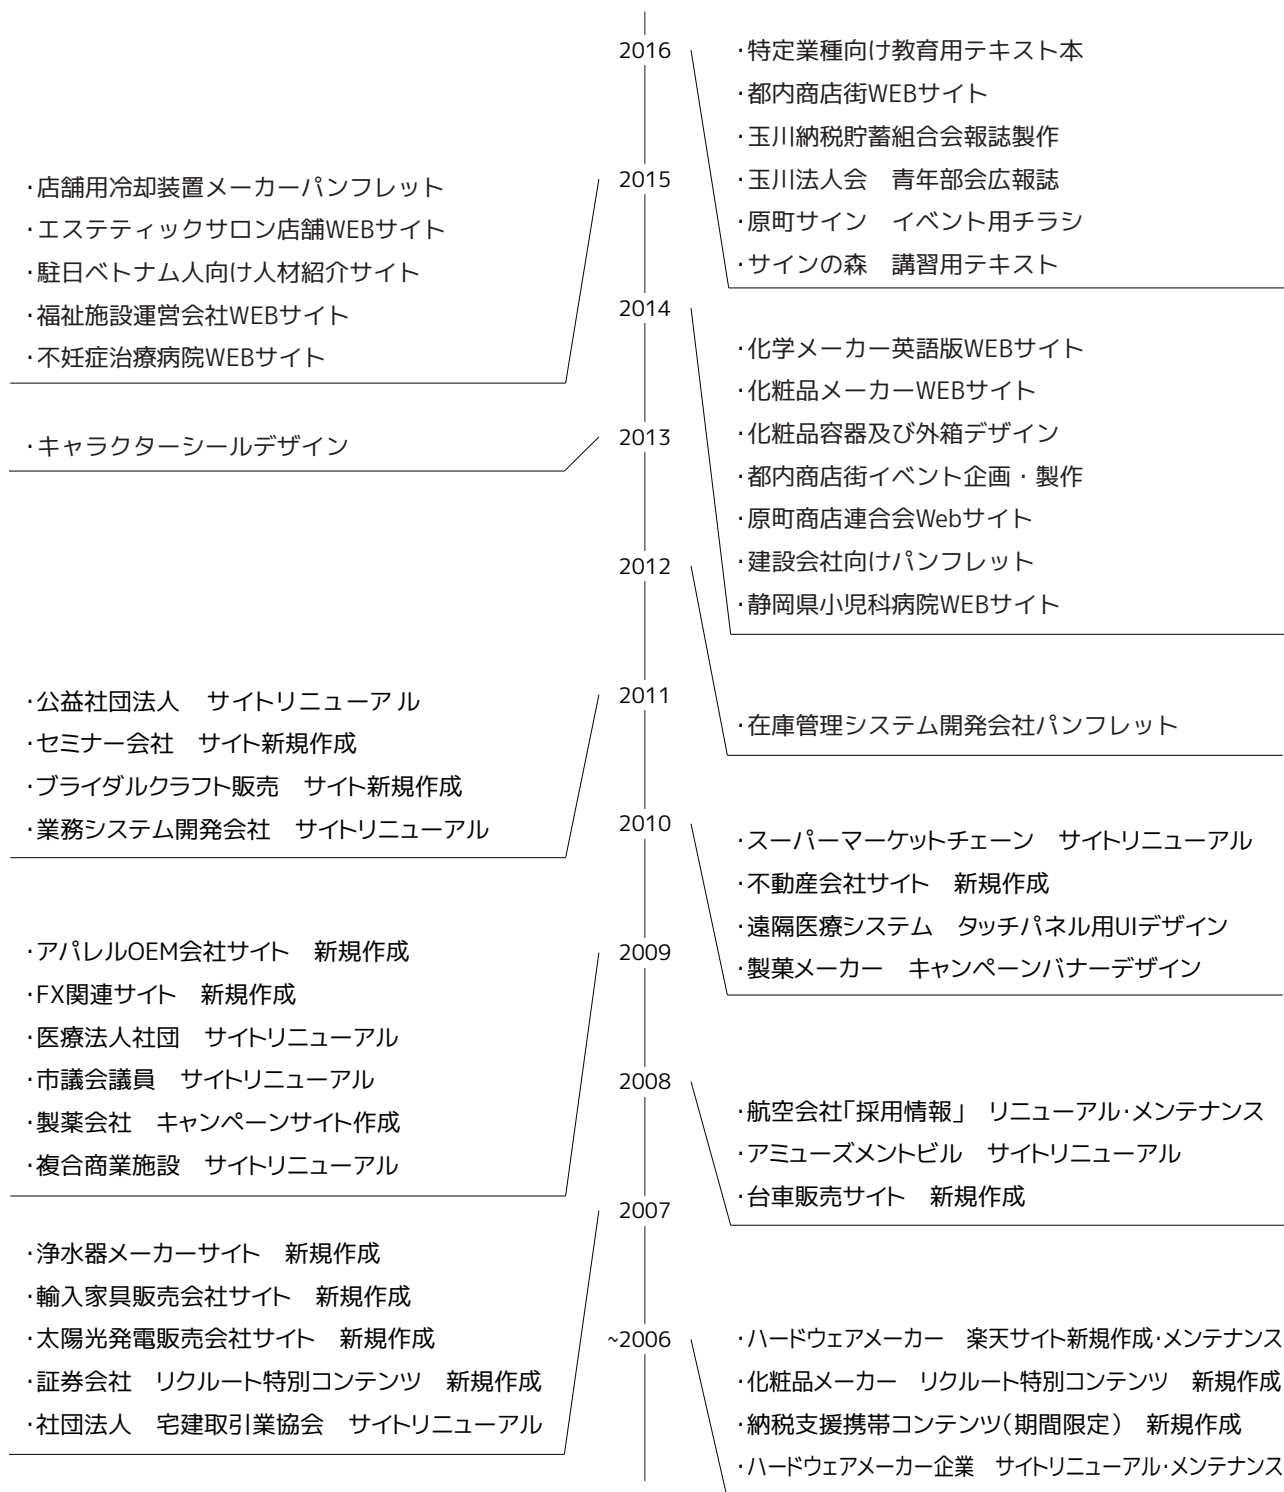 2016
・特定業種向け教育用テキスト本
・都内商店街WEBサイト
・玉川納税貯蓄組合会報誌製作
・玉川法人会　青年部会広報誌
・原町サイン　イベント用チラシ
・サインの森　講習用テキスト
2015
・店舗用冷却装置メーカーパンフレット
・エステティックサロン店舗WEBサイト
・駐日ベトナム人向け人材紹介サイト
・福祉施設運営会社WEBサイト
・不妊症治療病院WEBサイト
2014
・化学メーカー英語版WEBサイト
・化粧品メーカーWEBサイト
・化粧品容器及び外箱デザイン
・都内商店街イベント企画・製作
・原町商店連合会Webサイト
・建設会社向けパンフレット
・静岡県小児科病院WEBサイト
2013
・キャラクターシールデザイン
2012
・在庫管理システム開発会社パンフレット
2011
・公益社団法人　サイトリニューアル
・セミナー会社　サイト新規作成
・ブライダルクラフト販売　サイト新規作成
・業務システム開発会社　サイトリニューアル
2010
・スーパーマーケットチェーン　サイトリニューアル
・不動産会社サイト　新規作成
・遠隔医療システム　タッチパネル用UIデザイン
・製菓メーカー　キャンペーンバナーデザイン
2009
・アパレルOEM会社サイト　新規作成
・FX関連サイト　新規作成
・医療法人社団　サイトリニューアル
・市議会議員　サイトリニューアル
・製薬会社　キャンペーンサイト作成
・複合商業施設　サイトリニューアル
2008
・航空会社「採用情報」　リニューアル・メンテナンス
・アミューズメントビル　サイトリニューアル
・台車販売サイト　新規作成
2007
・浄水器メーカーサイト　新規作成
・輸入家具販売会社サイト　新規作成
・太陽光発電販売会社サイト　新規作成
・証券会社　リクルート特別コンテンツ　新規作成
・社団法人　宅建取引業協会　サイトリニューアル
~2006
・ハードウェアメーカー　楽天サイト新規作成・メンテナンス
・化粧品メーカー　リクルート特別コンテンツ　新規作成
・納税支援携帯コンテンツ（期間限定）　新規作成
・ハードウェアメーカー企業　サイトリニューアル・メンテナンス